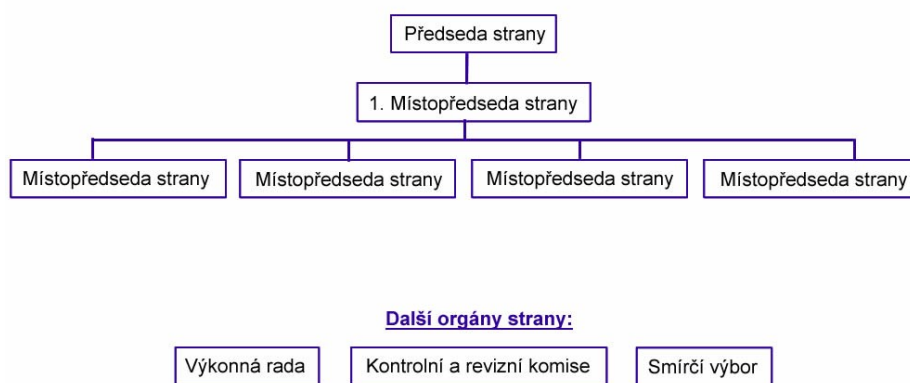 Předseda strany
1. Místopředseda strany
Místopředseda strany
Místopředseda strany
Místopředseda strany
Místopředseda strany
Další orgány strany:
Výkonná rada
Kontrolní a revizní komise
Smírčí výbor